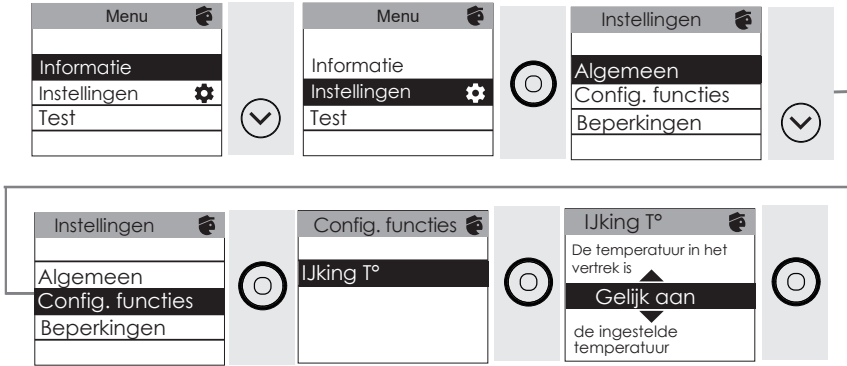 Menu
Informatie
Instellingen
Test
Menu
Informatie
Instellingen
Test
Instellingen
Algemeen
Config. functies
Beperkingen
Instellingen
Algemeen
Config. functies
Beperkingen
Config. functies
IJking T°
IJking T°
De temperatuur in het
vertrek is
Gelijk aan
de ingestelde
temperatuur